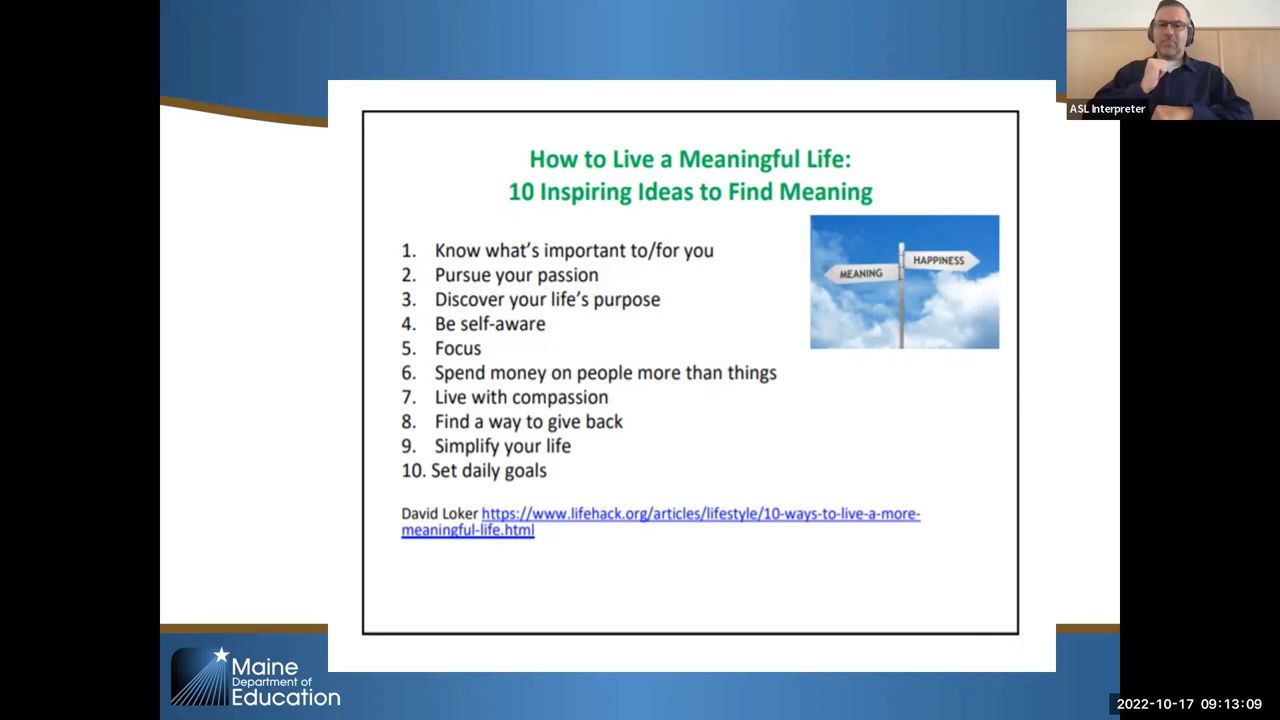 ASL Interpreter
How to Live a Meaningful Life:
10 Inspiring Ideas to Find Meaning
HAPPINESS
MEANING
1. Know what's important to/for you
2. Pursue your passion
3. Discover your life's purpose
4. Be self-aware
5. Focus
6. Spend money on people more than things
7. Live with compassion
8. Find a way to give back
9. Simplify your life
10. Set daily goals
David Loker https://www.lifehack.org/articles/lifestyle/10-ways-to-live-a-more-
meaningful-life.html
Maine
Department of
Education
2022-10-17 09:13:09